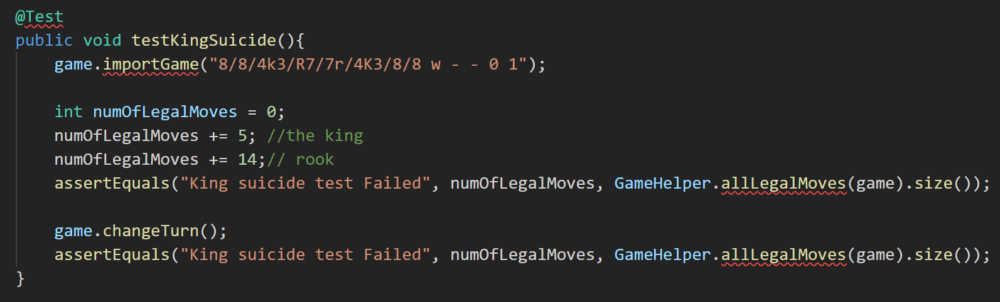 @Test
public void testKingSuicide(){
game.importGame("8/8/4k3/R7/7r/4K3/8/8 w - - 0 1");
int numOfLegalMoves = 0;
numOfLegalMoves += 5; //the king
numOfLegalMoves += 14;// rook
assertEquals("King suicide test Failed", numOfLegalMoves, GameHelper.allLegalMoves(game).size());
game.changeTurn();
assertEquals("King suicide test Failed", numOfLegalMoves, GameHelper.allLegalMoves(game).size());
}